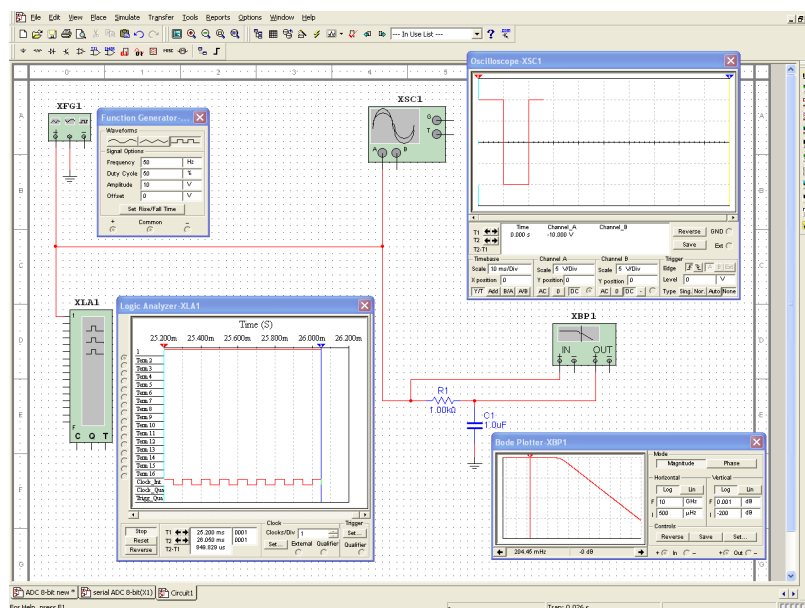 File Edit View Place Simulate Transfer Tools Reports Options Window Help
--- In Use List ---
0 1 2 3 4 5
XFG1
Function Generator-...
Waveforms
Signal Options
Frequency 50 Hz
Duty Cycle 50 %
Amplitude 10 V
Offset 0 V
Set Rise/Fall Time
+ Common -
XSC1
G
T
A B
Oscilloscope-XSC1
Time Channel_A Channel_B
T1 0.000 s -10.000 V
T2
T2-T1
Reverse GND
Save Ext
Timebase Channel A Channel B Trigger
Scale 10 ms/Div Scale 5 V/Div Scale 5 V/Div Edge
X position 0 Y position 0 Y position 0 Level 0 V
Y/T Add B/A A/B AC 0 DC AC 0 DC - Type Sing. Nor. Auto None
XLA1
1
F
C Q T
Logic Analyzer-XLA1
Time (S)
25.200m 25.400m 25.600m 25.800m 26.000m 26.200m
1
Term 2
Term 3
Term 4
Term 5
Term 6
Term 7
Term 8
Term 9
Term 10
Term 11
Term 12
Term 13
Term 14
Term 15
Term 16
Clock_Int
Clock_Qua
Trigg_Qua
Stop
Reset
Reverse
T1 25.200 ms 0001
T2 26.050 ms 0001
T2-T1 849.829 us
Clock
Clocks/Div 1
Set... External Qualifier
Trigger
Set...
Qualifier
XBP1
IN OUT
R1
1.00kΩ
C1
1.0uF
Bode Plotter-XBP1
Mode
Magnitude Phase
Horizontal Vertical
Log Lin Log Lin
F 10 GHz F 0.001 dB
I 500 µHz I -200 dB
Controls
Reverse Save Set...
204.45 mHz -0 dB
+ In - + Out -
ADC 8-bit new * serial ADC 8-bit(X1) Circuit1
For Help, press F1
Tran: 0.026 s